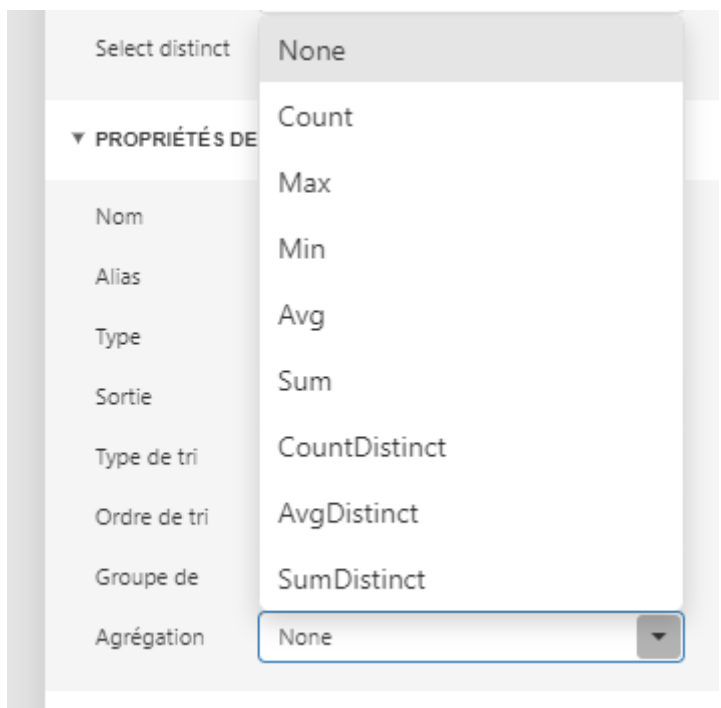 Select distinct
None
Count
▼ PROPRIÉTÉS DE
Max
Nom
Min
Alias
Avg
Type
Sum
Sortie
CountDistinct
Type de tri
AvgDistinct
Ordre de tri
SumDistinct
Groupe de
Agrégation None